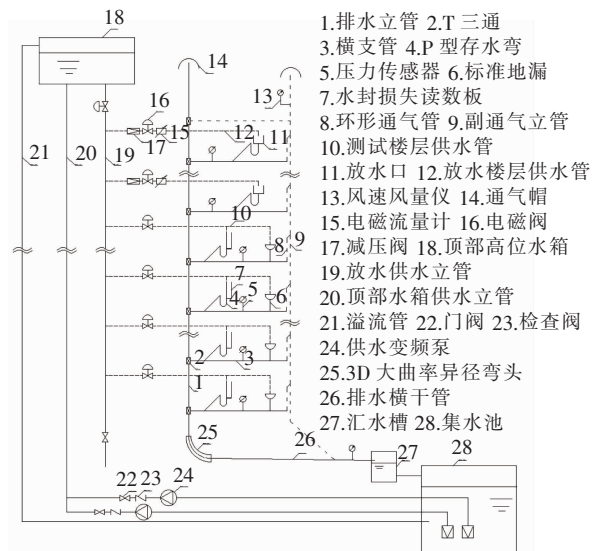 18
14
16
13
15
17
12
11
21
20
19
10
8
9
7
5
4
6
2
3
1
25
26
27
28
22
23
24
1.排水立管 2.T 三通
3.横支管 4.P 型存水弯
5.压力传感器 6.标准地漏
7.水封损失读数板
8.环形通气管 9.副通气立管
10.测试楼层供水管
11.放水口 12.放水楼层供水管
13.风速风量仪 14.通气帽
15.电磁流量计 16.电磁阀
17.减压阀 18.顶部高位水箱
19.放水供水立管
20.顶部水箱供水立管
21.溢流管 22.门阀 23.检查阀
24.供水变频泵
25.3D 大曲率异径弯头
26.排水横干管
27.汇水槽 28.集水池